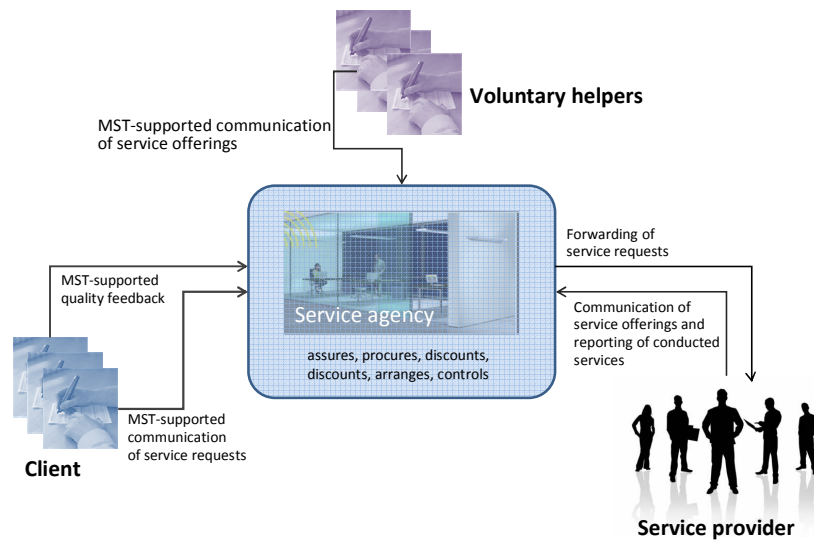 Voluntary helpers
MST-supported communication
of service offerings
Forwarding of
service requests
MST-supported
quality feedback
Communication of
service offerings and
reporting of conducted
services
Service agency
assures, procures, discounts,
discounts, arranges, controls
MST-supported
communication
of service requests
Client
Service provider